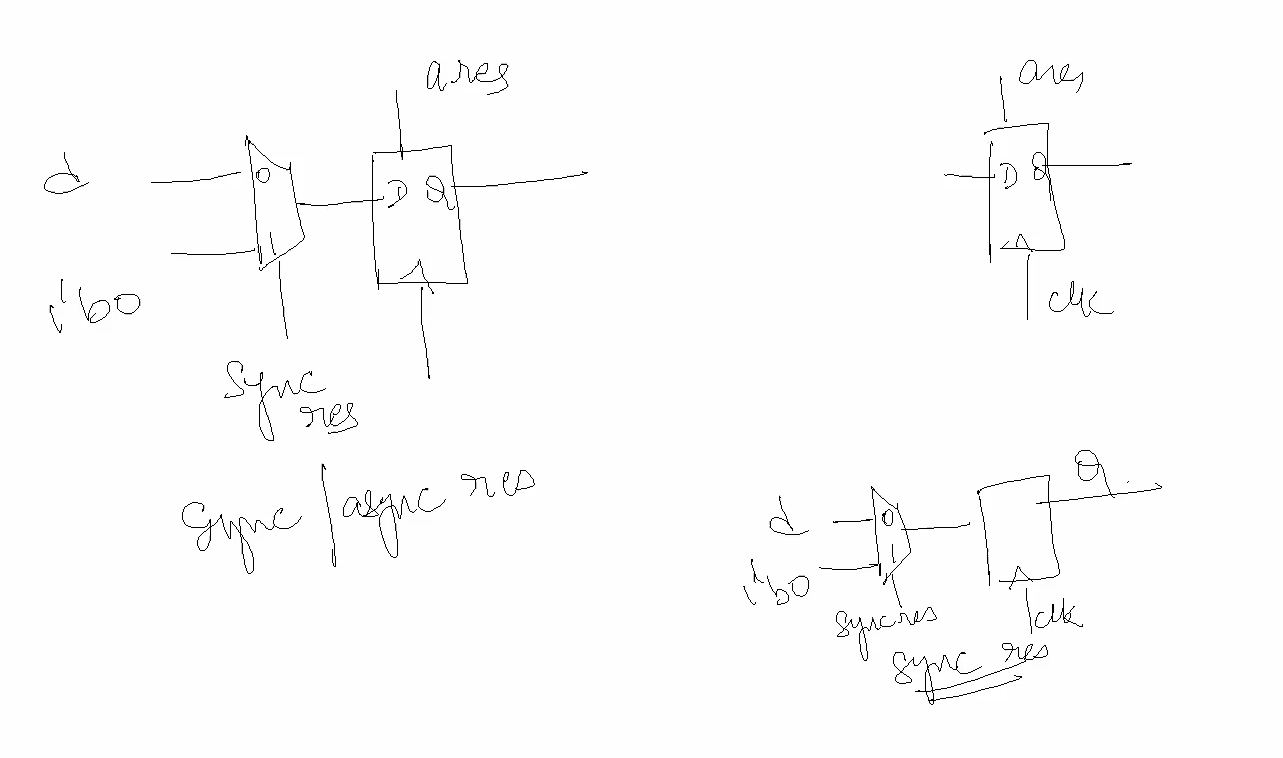 ares
d
0
D Q
1
1'b0
sync
res
sync | async res
ares
D Q
clk
Q
d
0
1
1'b0
syncres
clk
sync res